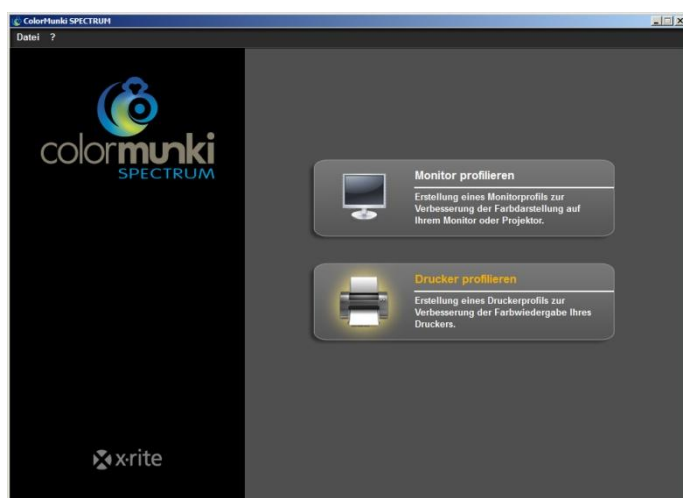 ColorMunki SPECTRUM
Datei ?
colormunki
SPECTRUM
Monitor profilieren
Erstellung eines Monitorprofils zur
Verbesserung der Farbdarstellung auf
Ihrem Monitor oder Projektor.
Drucker profilieren
Erstellung eines Druckerprofils zur
Verbesserung der Farbwiedergabe Ihres
Druckers.
x·rite